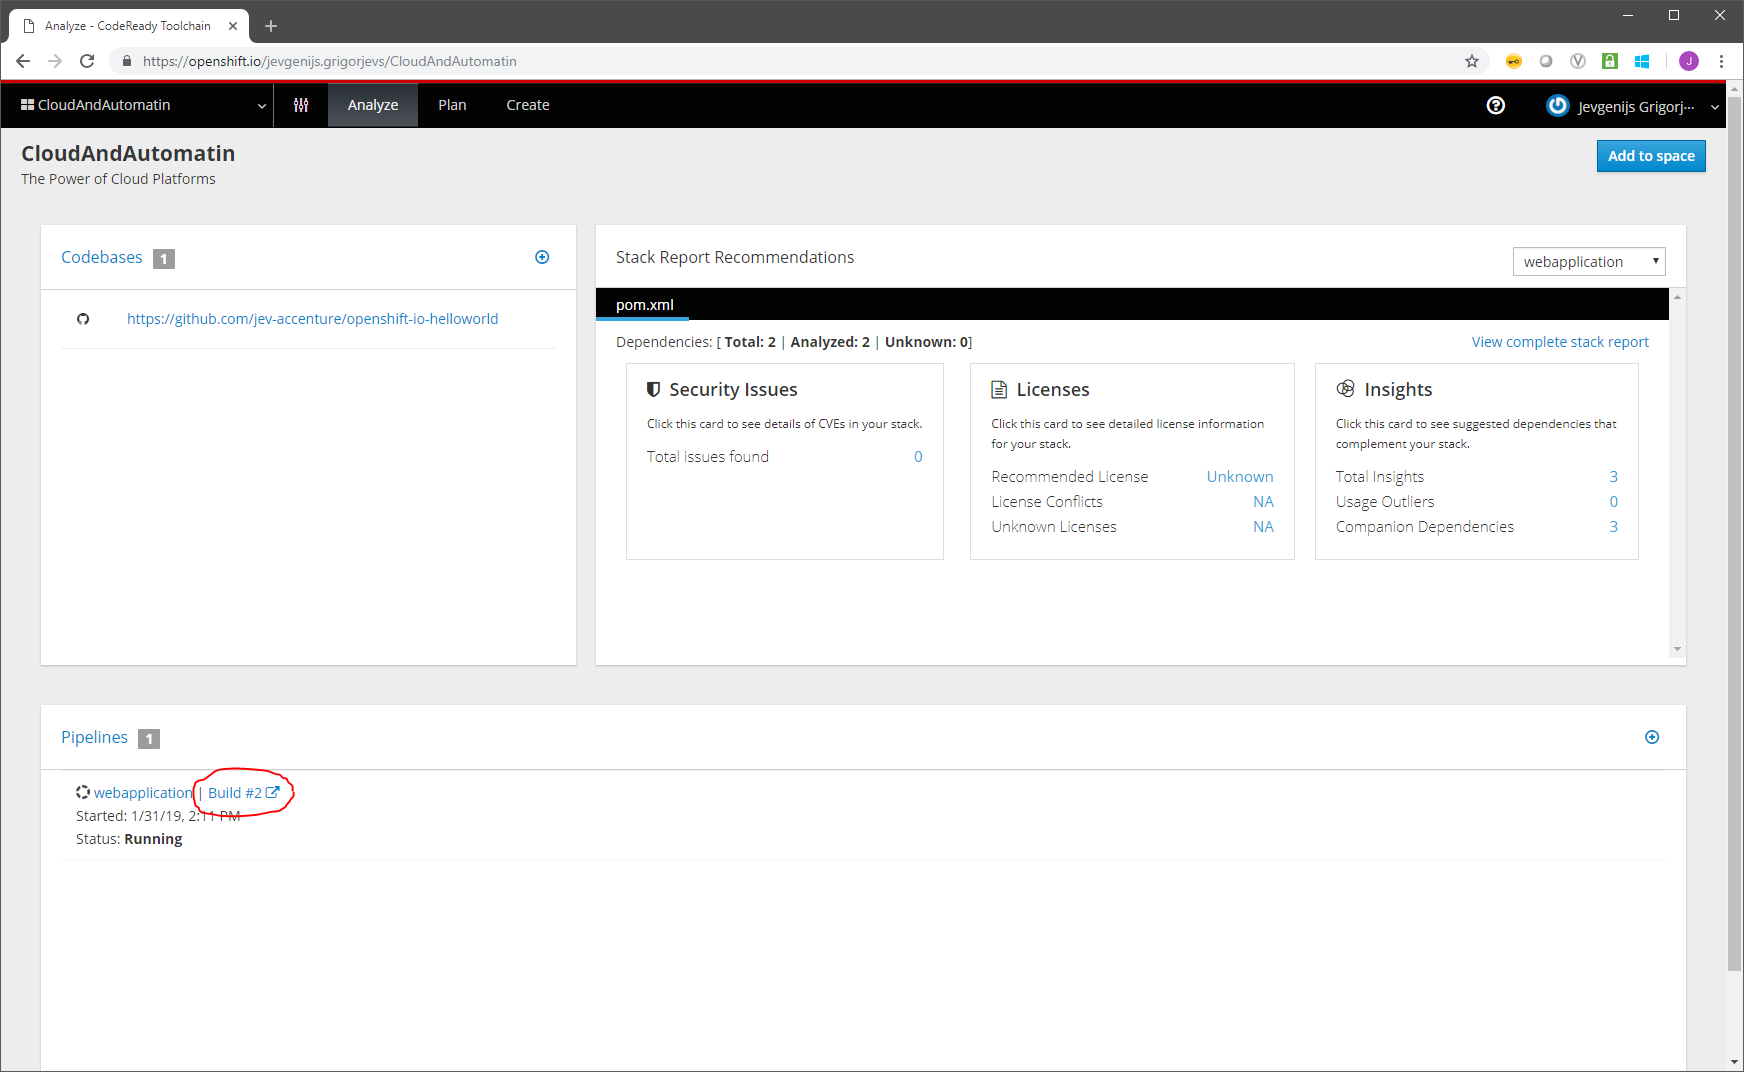 Analyze - CodeReady Toolchain
https://openshift.io/jevgenijs.grigorjevs/CloudAndAutomatin
J
CloudAndAutomatin
Analyze
Plan
Create
Jevgenijs Grigorj...
CloudAndAutomatin
The Power of Cloud Platforms
Add to space
Codebases 1
https://github.com/jev-accenture/openshift-io-helloworld
Stack Report Recommendations
webapplication
pom.xml
Dependencies: [ Total: 2 | Analyzed: 2 | Unknown: 0]
View complete stack report
Security Issues
Click this card to see details of CVEs in your stack.
Total issues found 0
Licenses
Click this card to see detailed license information
for your stack.
Recommended License Unknown
License Conflicts NA
Unknown Licenses NA
Insights
Click this card to see suggested dependencies that
complement your stack.
Total Insights 3
Usage Outliers 0
Companion Dependencies 3
Pipelines 1
webapplication | Build #2
Started: 1/31/19, 2:11 PM
Status: Running